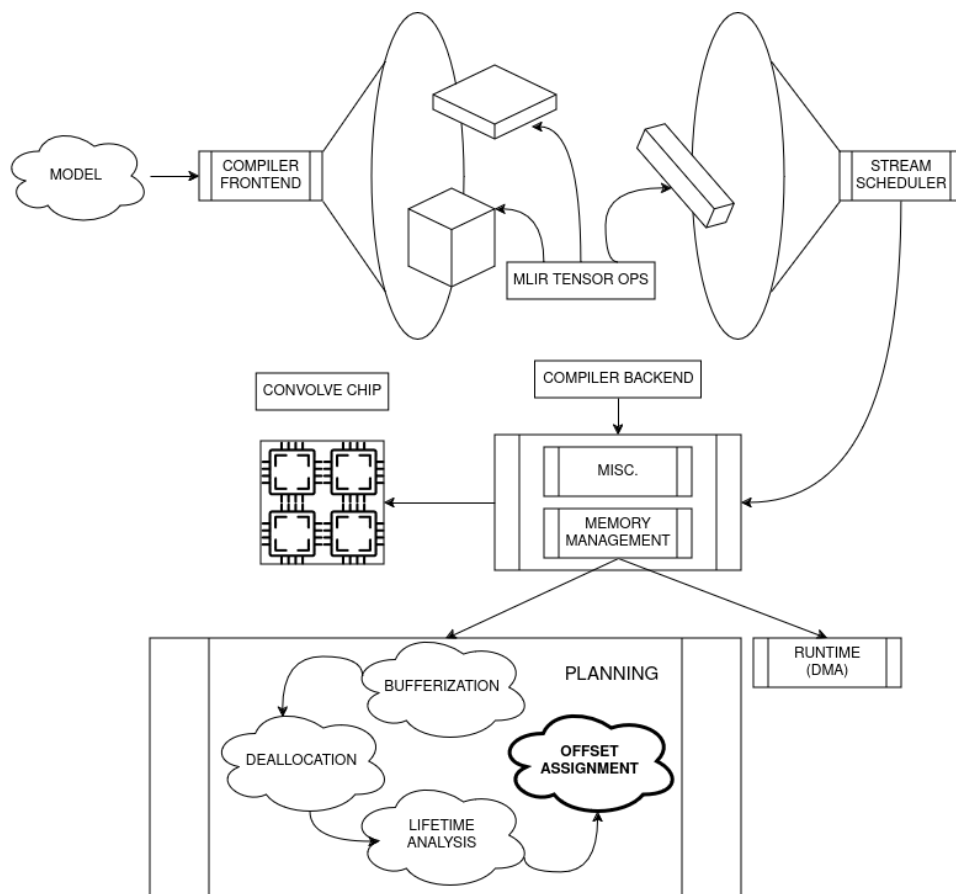 MODEL
COMPILER
FRONTEND
STREAM
SCHEDULER
MLIR TENSOR OPS
CONVOLVE CHIP
COMPILER BACKEND
MISC.
MEMORY
MANAGEMENT
RUNTIME
(DMA)
PLANNING
BUFFERIZATION
DEALLOCATION
OFFSET
ASSIGNMENT
LIFETIME
ANALYSIS